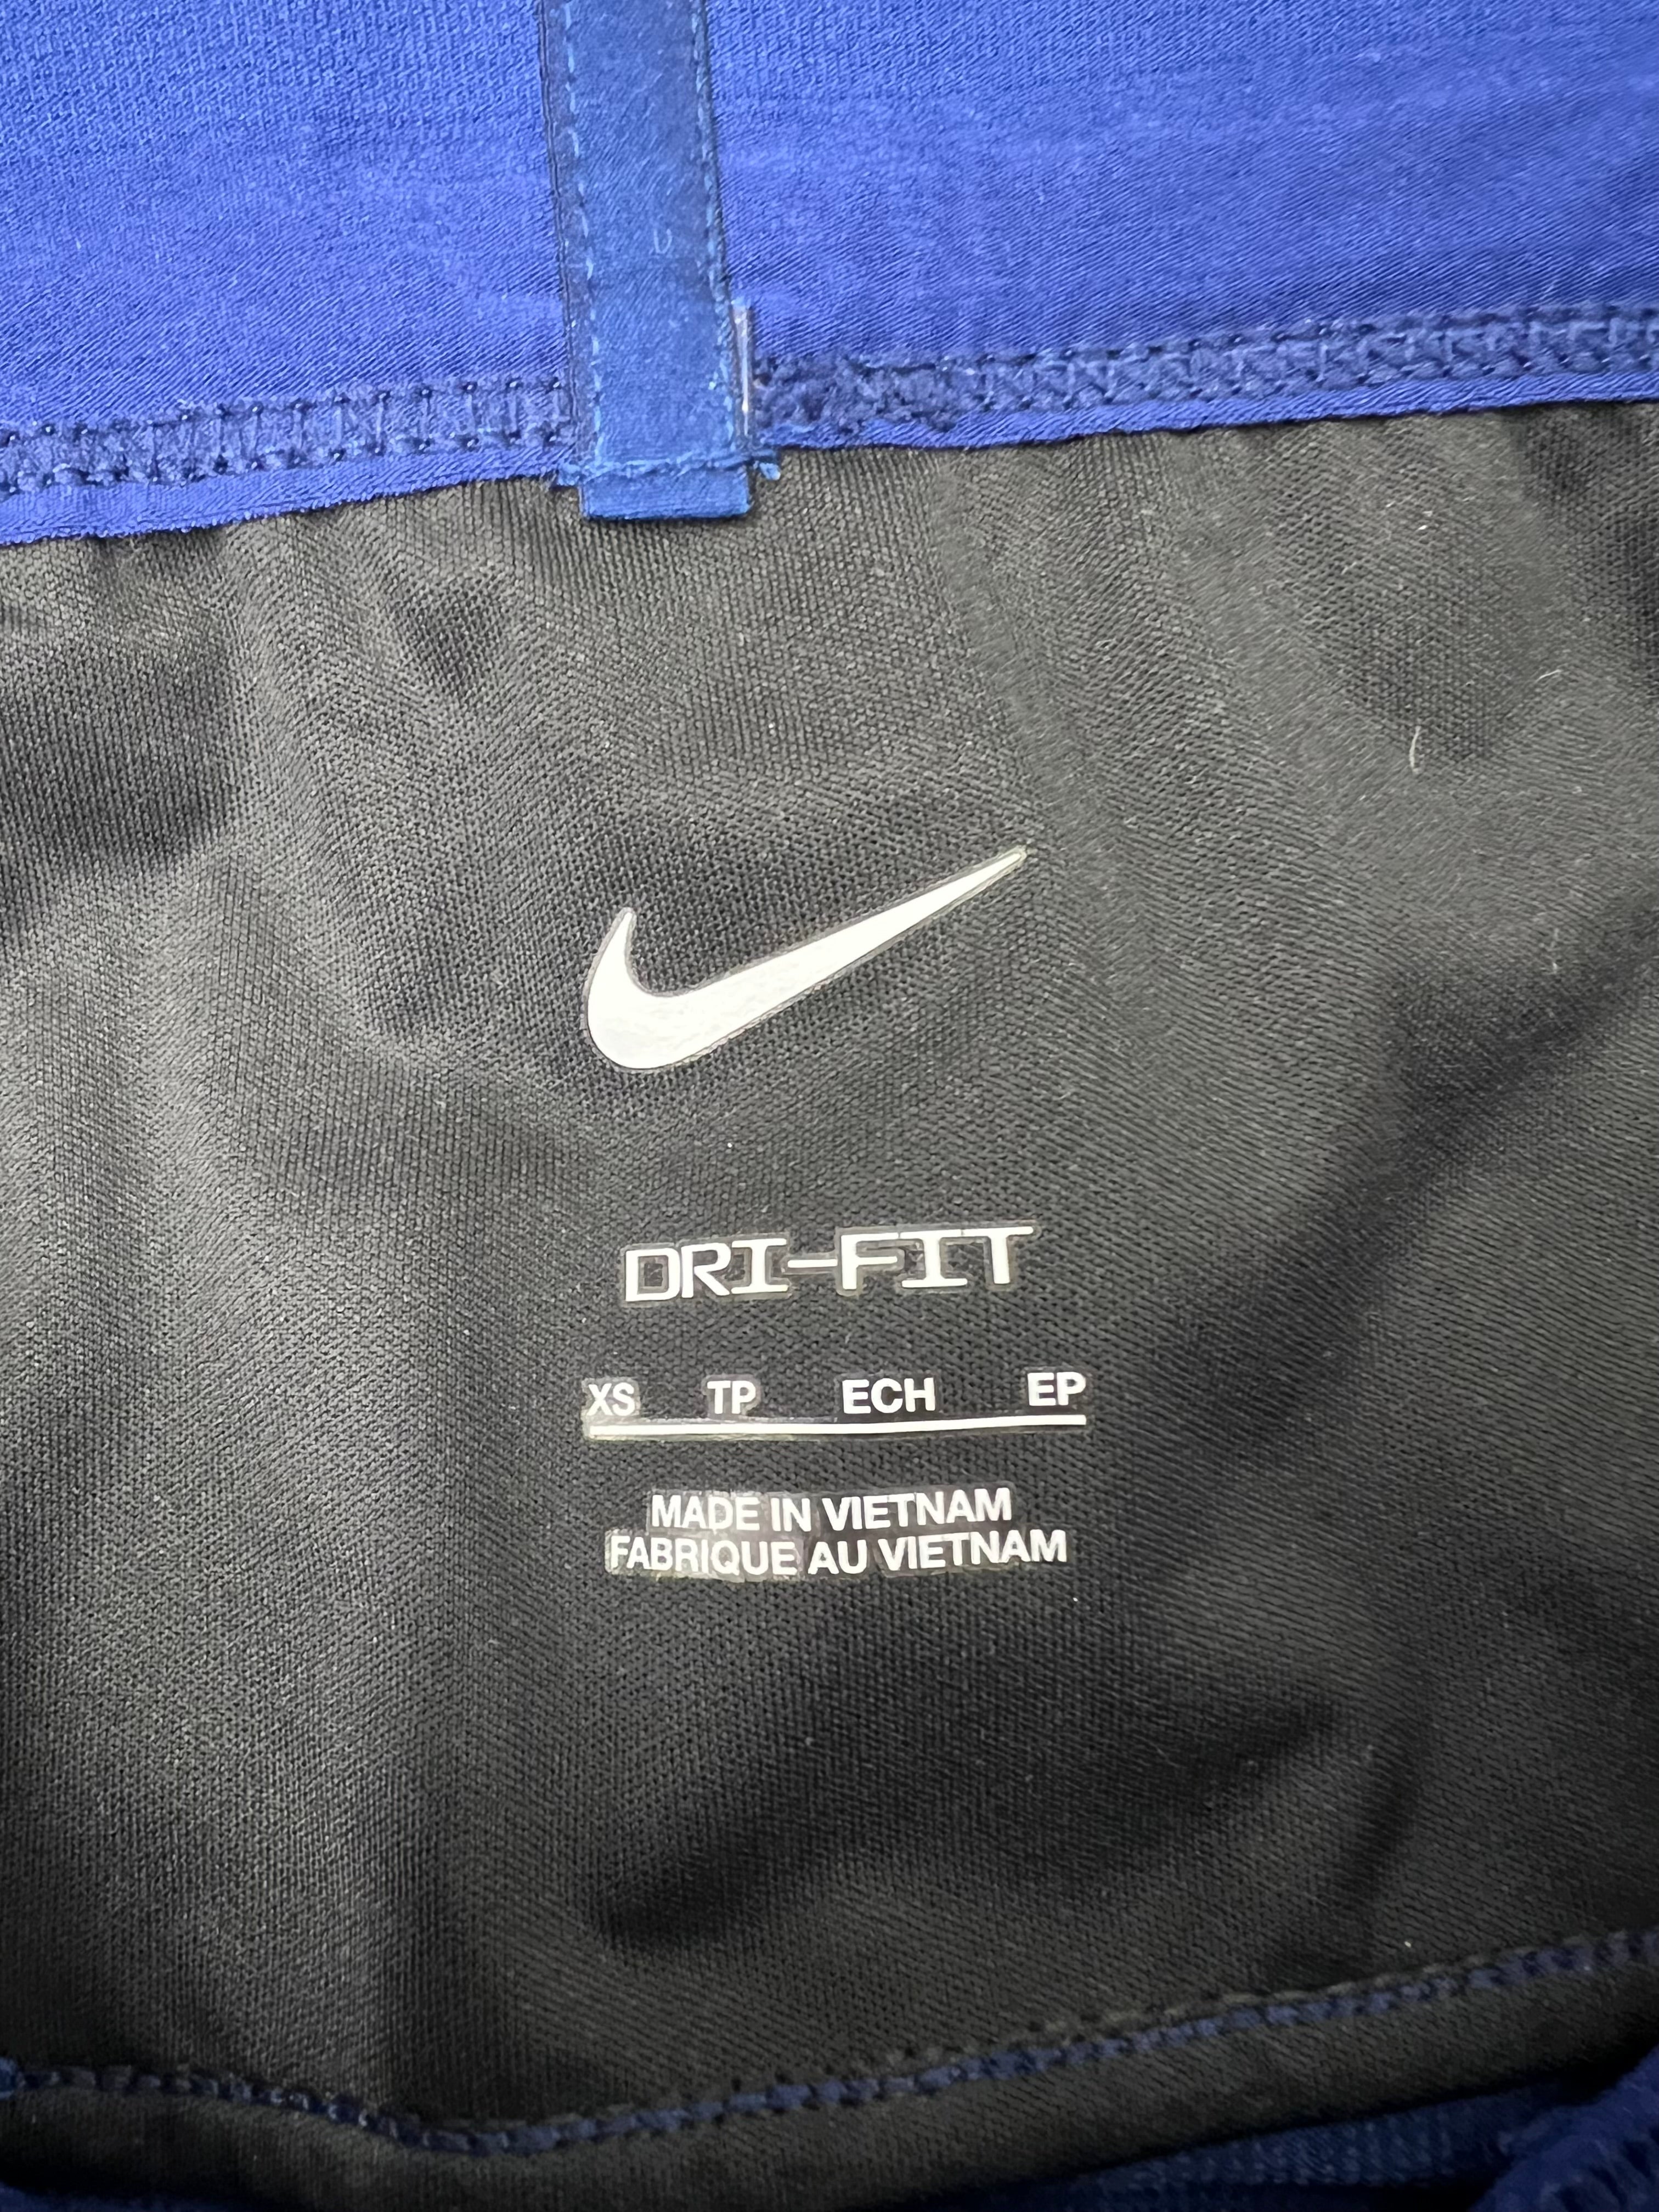 DRI-FIT
XS TP ECH EP
MADE IN VIETNAM
FABRIQUE AU VIETNAM